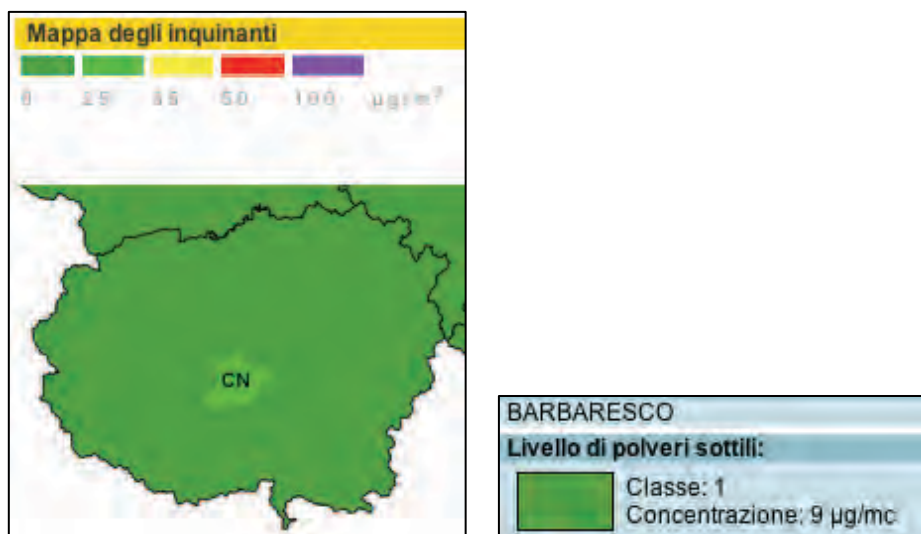 Mappa degli inquinanti
0 25 35 50 100 µg/m³
CN
BARBARESCO
Livello di polveri sottili:
Classe: 1
Concentrazione: 9 µg/mc